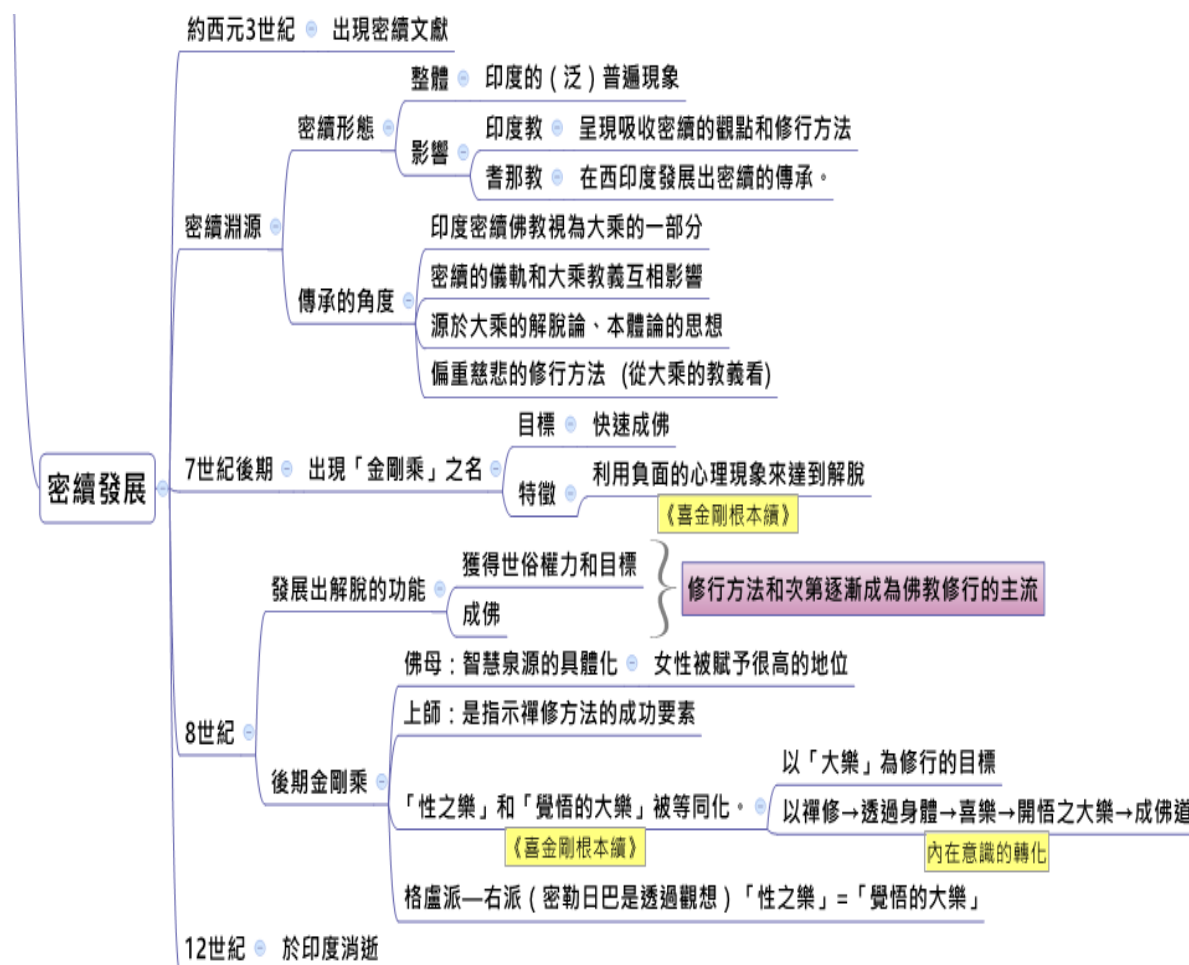 約西元3世紀 出現密續文獻
整體 印度的（泛）普遍現象
密續形態
印度教 呈現吸收密續的觀點和修行方法
影響
耆那教 在西印度發展出密續的傳承。
密續淵源
印度密續佛教視為大乘的一部分
密續的儀軌和大乘教義互相影響
傳承的角度
源於大乘的解脫論、本體論的思想
偏重慈悲的修行方法 (從大乘的教義看)
目標 快速成佛
7世紀後期 出現「金剛乘」之名
利用負面的心理現象來達到解脫
特徵
《喜金剛根本續》
密續發展
獲得世俗權力和目標
發展出解脫的功能
修行方法和次第逐漸成為佛教修行的主流
成佛
佛母：智慧泉源的具體化 女性被賦予很高的地位
上師：是指示禪修方法的成功要素
8世紀
後期金剛乘
以「大樂」為修行的目標
「性之樂」和「覺悟的大樂」被等同化。
以禪修→透過身體→喜樂→開悟之大樂→成佛道
《喜金剛根本續》
內在意識的轉化
格盧派—右派（密勒日巴是透過觀想）「性之樂」=「覺悟的大樂」
12世紀 於印度消逝